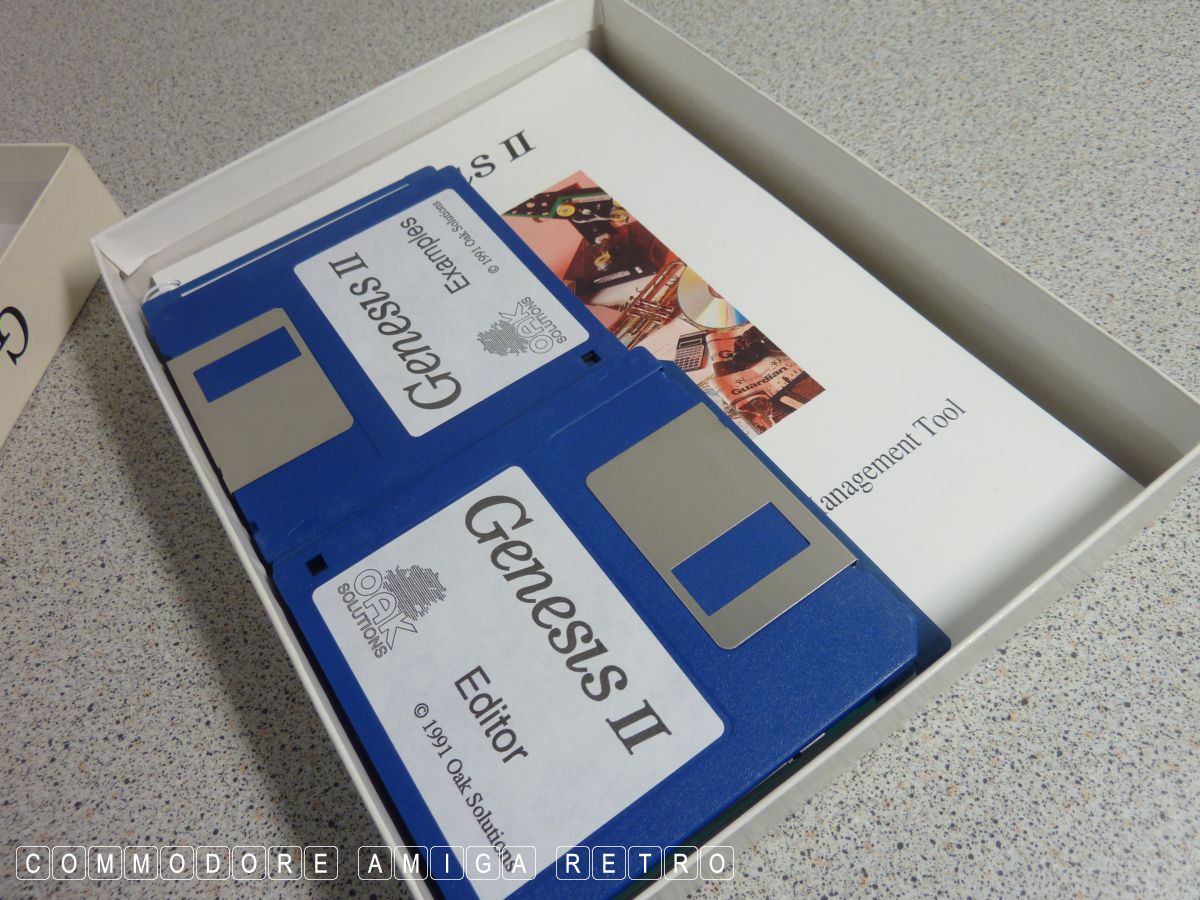 S II
Guardian
anagement Tool
© 1991 Oak Solutions
Examples
Genesis II
OAK
SOLUTIONS
Genesis II
OAK
SOLUTIONS
Editor
© 1991 Oak Solutions
G
COMMODORE AMIGA RETRO